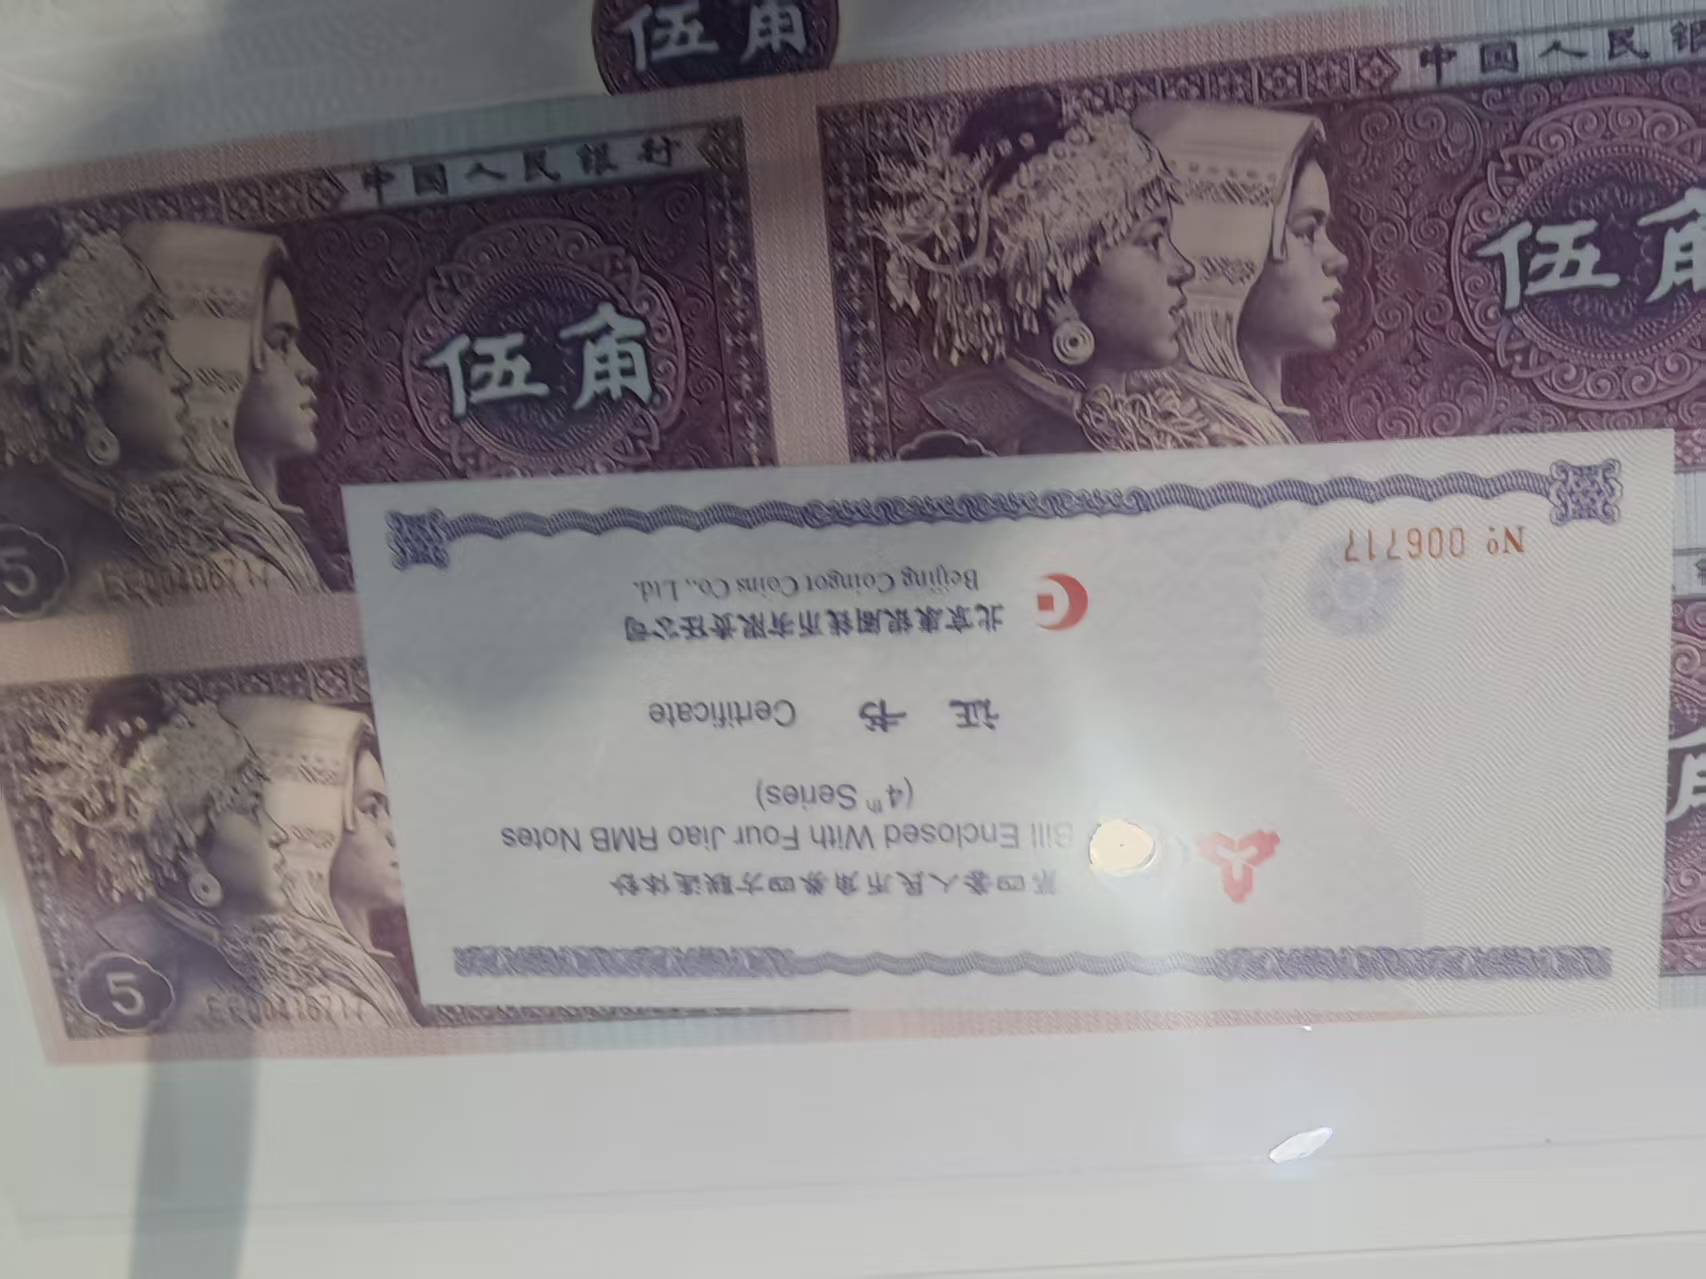 伍角
中国人民银行
伍角
5
中国人民银
伍角
5
第四套人民币角券四方联连体钞
Bill Enclosed With Four Jiao RMB Notes
(4th Series)
证书 Certificate
北京康银阁钱币有限责任公司
Beijing Coingot Coins Co., Ltd.
Nº 006717